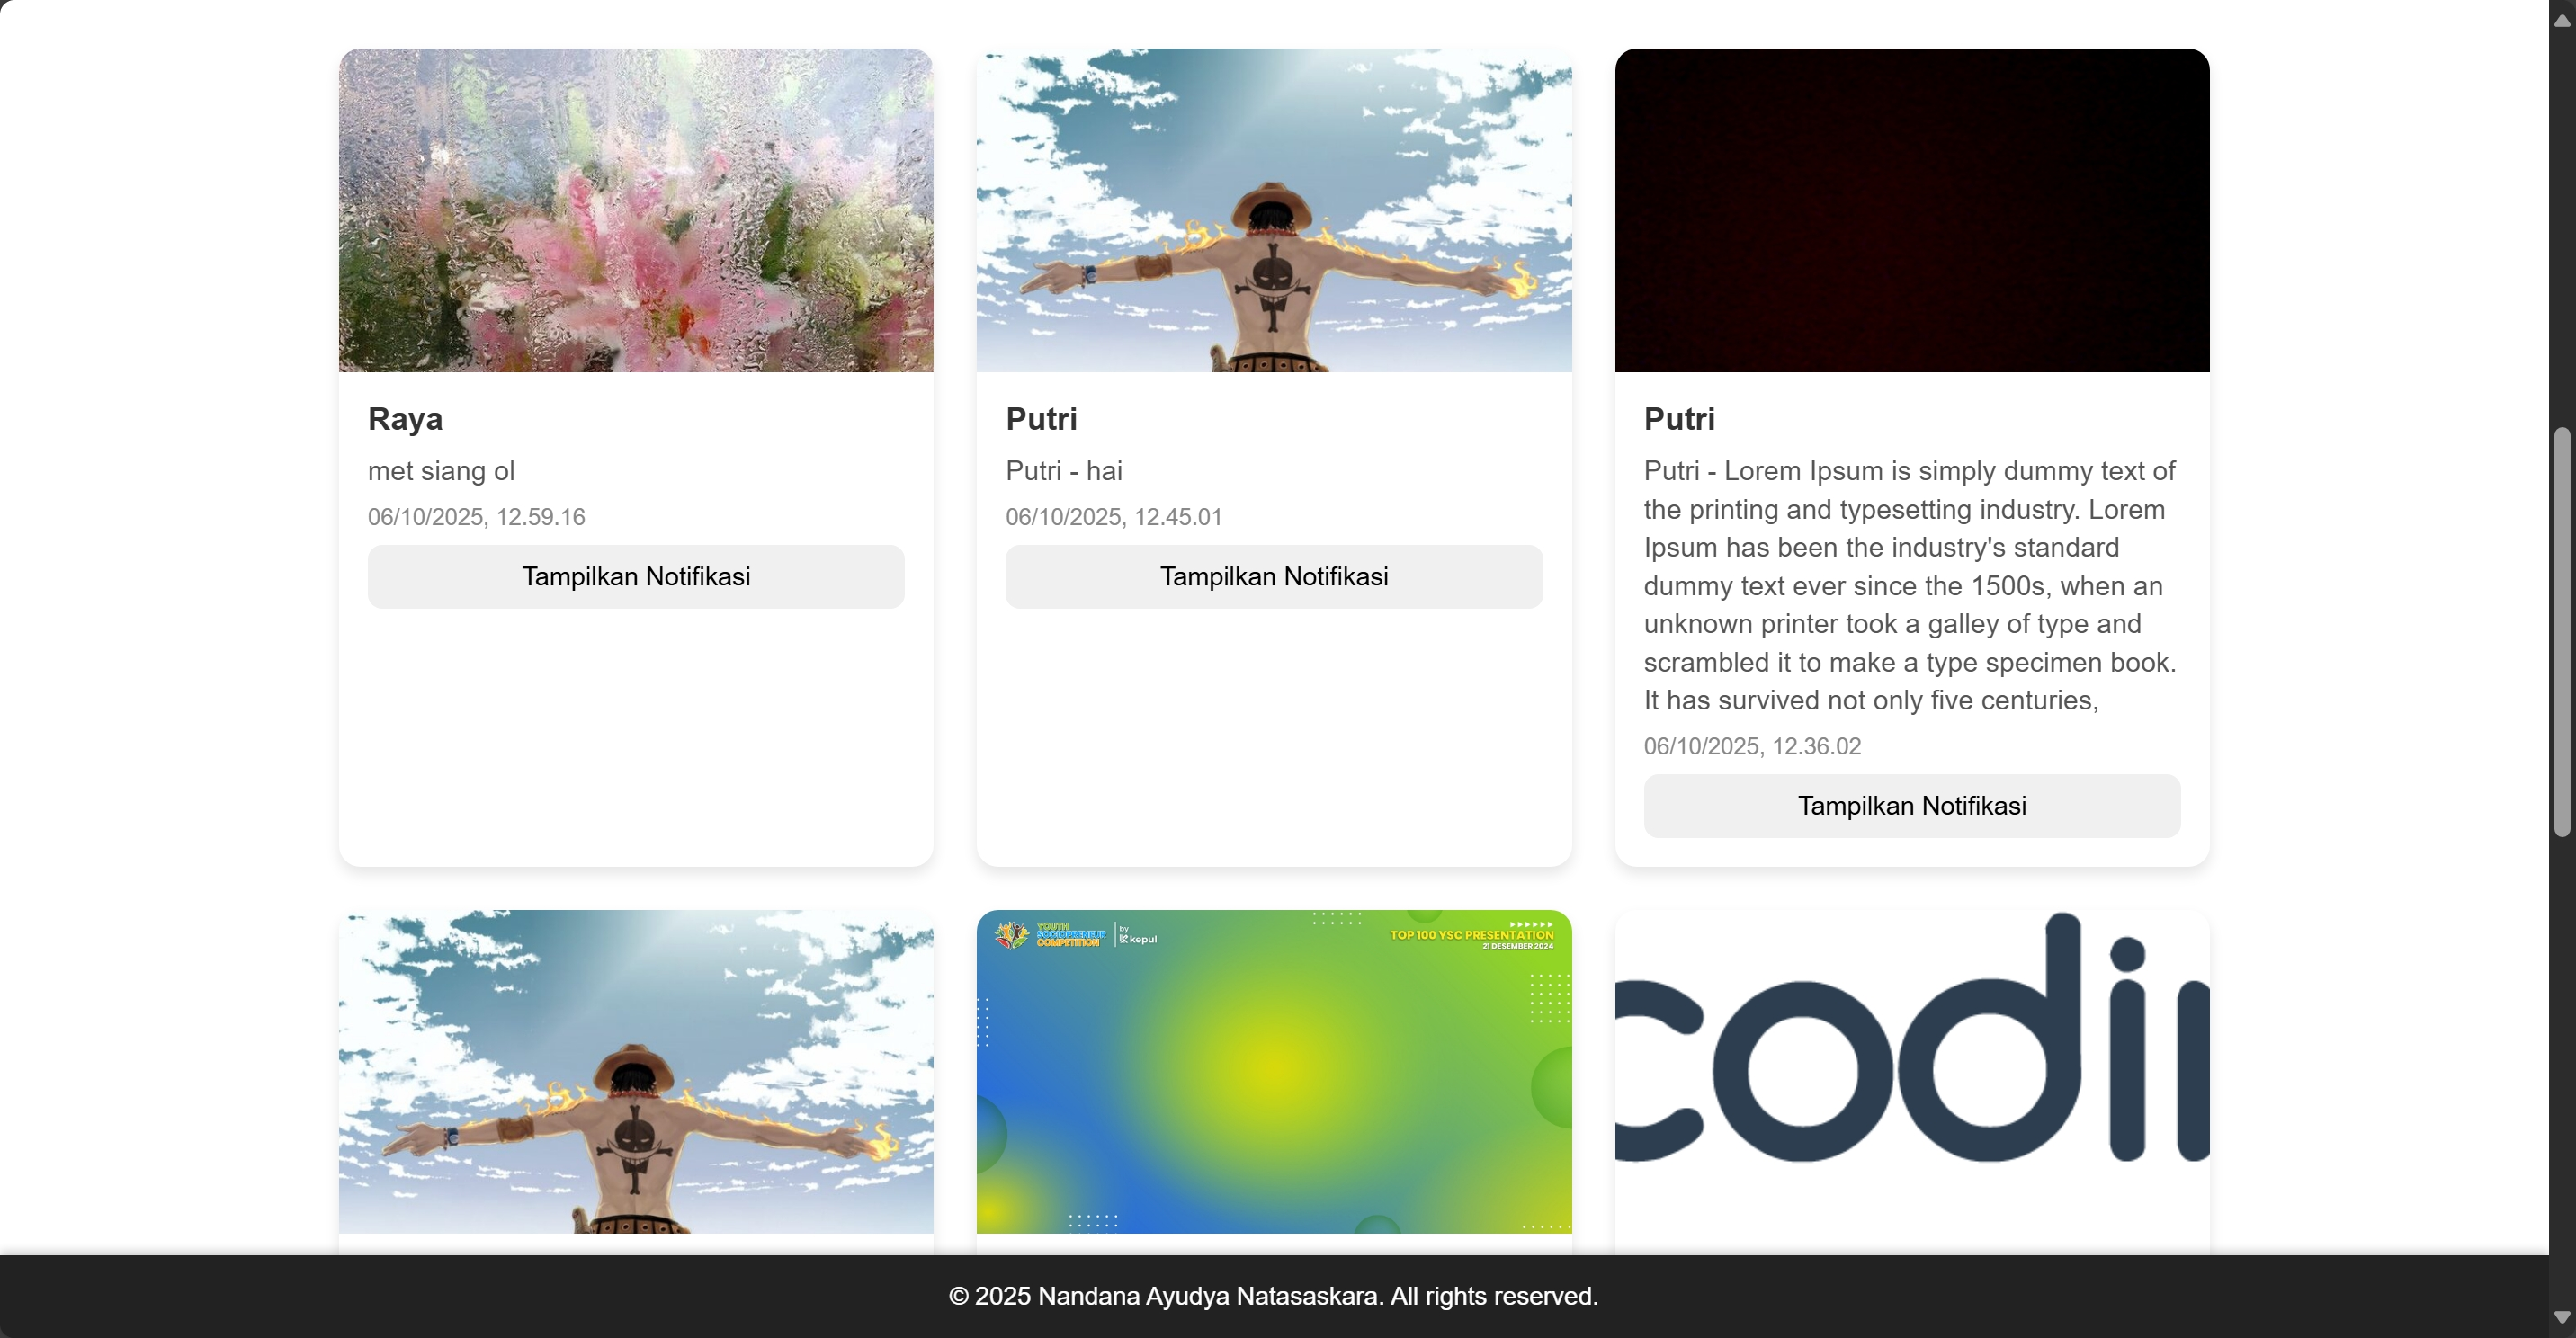 Raya
met siang ol
06/10/2025, 12.59.16
Tampilkan Notifikasi
Putri
Putri - hai
06/10/2025, 12.45.01
Tampilkan Notifikasi
Putri
Putri - Lorem Ipsum is simply dummy text of
the printing and typesetting industry. Lorem
Ipsum has been the industry's standard
dummy text ever since the 1500s, when an
unknown printer took a galley of type and
scrambled it to make a type specimen book.
It has survived not only five centuries,
06/10/2025, 12.36.02
Tampilkan Notifikasi
YOUTH
SOCIOPRENEUR
COMPETITION
by
kepul
TOP 100 YSC PRESENTATION
21 DESEMBER 2024
codi
© 2025 Nandana Ayudya Natasaskara. All rights reserved.